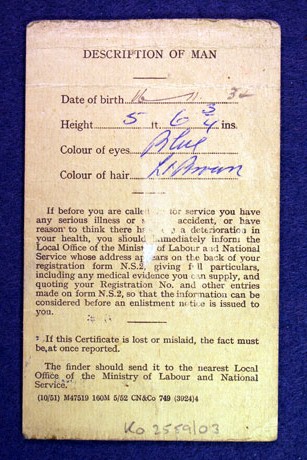 DESCRIPTION OF MAN
Date of birth 16 11 32
Height 5 ft. 6 3/4 ins.
Colour of eyes Blue
Colour of hair Lt Brown
If before you are called for service you have
any serious illness or accident, or have
reason to think there has a deterioration in
your health, you should immediately inform the
Local Office of the Ministry of Labour and National
Service whose address appears on the back of your
registration form N.S.2, giving full particulars,
including any medical evidence you can supply, and
quoting your Registration No. and other entries
made on form N.S.2, so that the information can be
considered before an enlistment notice is issued to
you.
If this Certificate is lost or mislaid, the fact must
be at once reported.
The finder should send it to the nearest Local
Office of the Ministry of Labour and National
Service.
(10/51) M47519 160M 5/52 CN&Co 749 (3924)4
Ko 2559/03